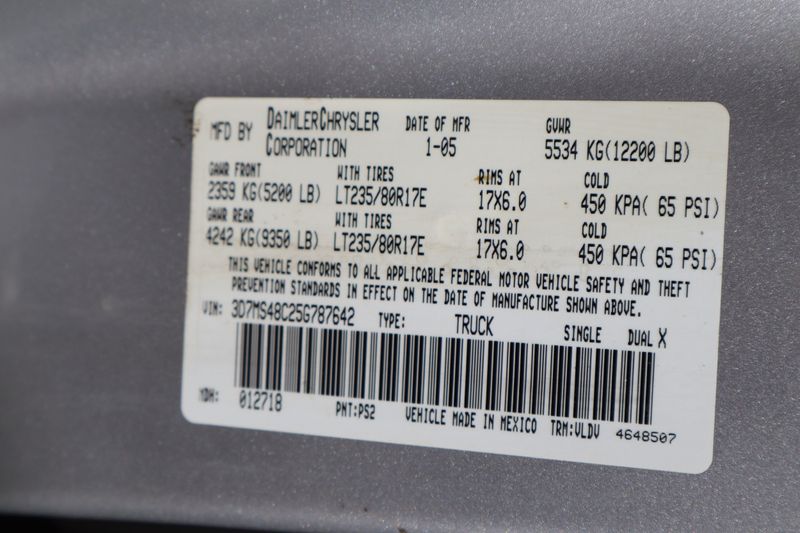 MFD BY DAIMLERCHRYSLER CORPORATION
DATE OF MFR 1-05
GVWR 5534 KG(12200 LB)
GAWR FRONT WITH TIRES RIMS AT COLD
2359 KG(5200 LB) LT235/80R17E 17X6.0 450 KPA( 65 PSI)
GAWR REAR WITH TIRES RIMS AT COLD
4242 KG(9350 LB) LT235/80R17E 17X6.0 450 KPA( 65 PSI)
THIS VEHICLE CONFORMS TO ALL APPLICABLE FEDERAL MOTOR VEHICLE SAFETY AND THEFT
PREVENTION STANDARDS IN EFFECT ON THE DATE OF MANUFACTURE SHOWN ABOVE.
VIN: 3D7MS48C25G787642 TYPE: TRUCK SINGLE DUAL X
MDH: 012718 PNT:PS2 VEHICLE MADE IN MEXICO TRM:VLDV 4648507